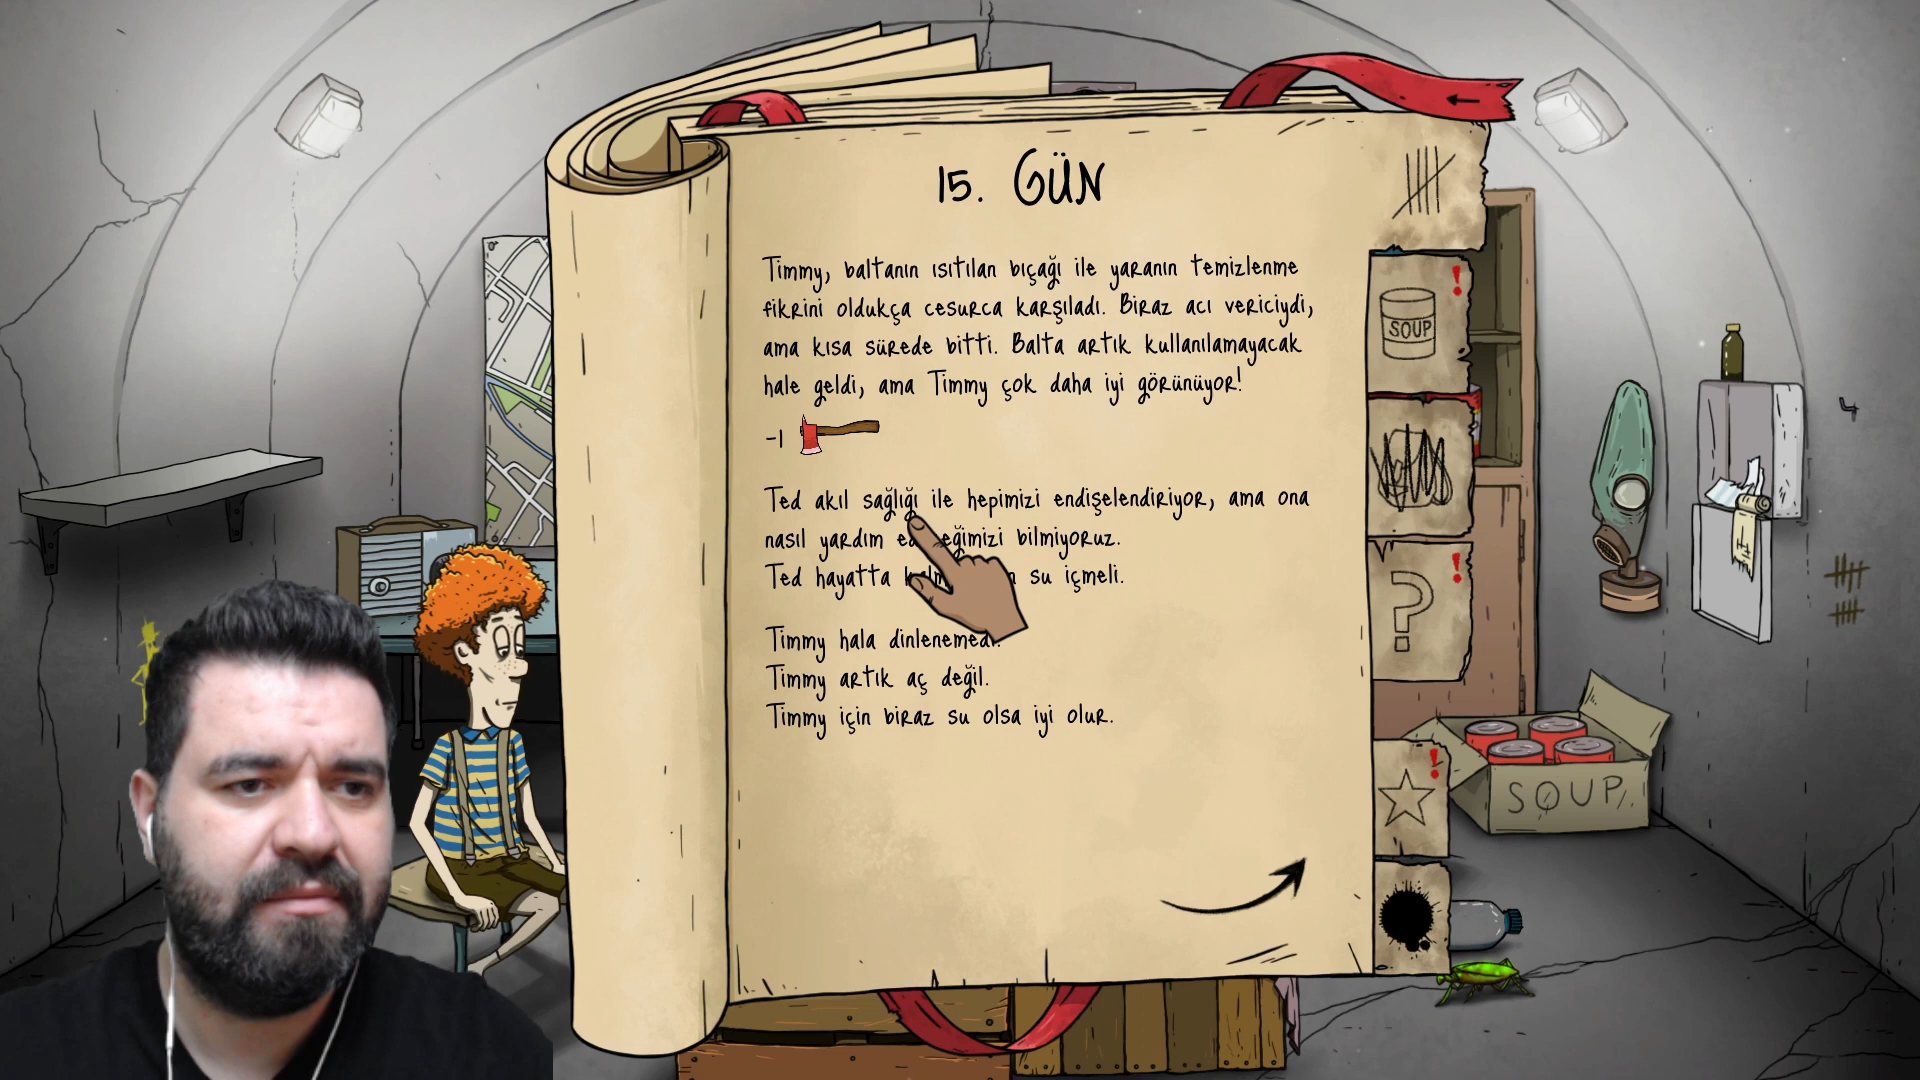 15. GÜN
Timmy, baltanın ısıtılan bıçağı ile yaranın temizlenme
fikrini oldukça cesurca karşıladı. Biraz acı vericiydi,
ama kısa sürede bitti. Balta artık kullanılamayacak
hale geldi, ama Timmy çok daha iyi görünüyor!
-1
Ted akıl sağlığı ile hepimizi endişelendiriyor, ama ona
nasıl yardım bilmiyoruz.
Ted hayatta su içmeli.
Timmy hala dinlenemedi.
Timmy artık aç değil.
Timmy için biraz su olsa iyi olur.
SOUP
!
!
?
!
SOUP